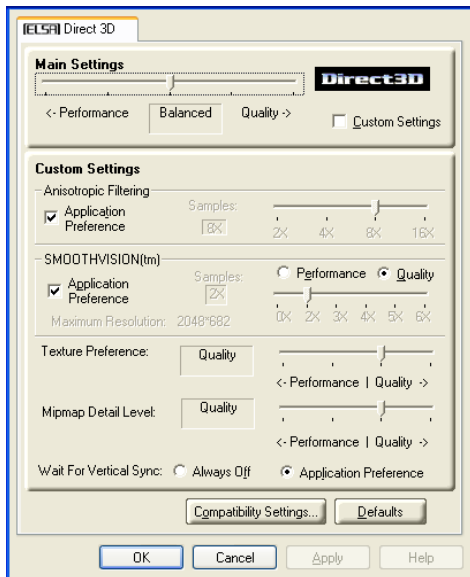 [ELSA] Direct 3D
Main Settings
Direct3D
<- Performance Balanced Quality ->
Custom Settings
Custom Settings
Anisotropic Filtering
Application Preference
Samples:
8X
2X 4X 8X 16X
SMOOTHVISION(tm)
Application Preference
Samples:
2X
Performance Quality
0X 2X 3X 4X 5X 6X
Maximum Resolution: 2048*682
Texture Preference: Quality
<- Performance | Quality ->
Mipmap Detail Level: Quality
<- Performance | Quality ->
Wait For Vertical Sync: Always Off Application Preference
Compatibility Settings... Defaults
OK Cancel Apply Help